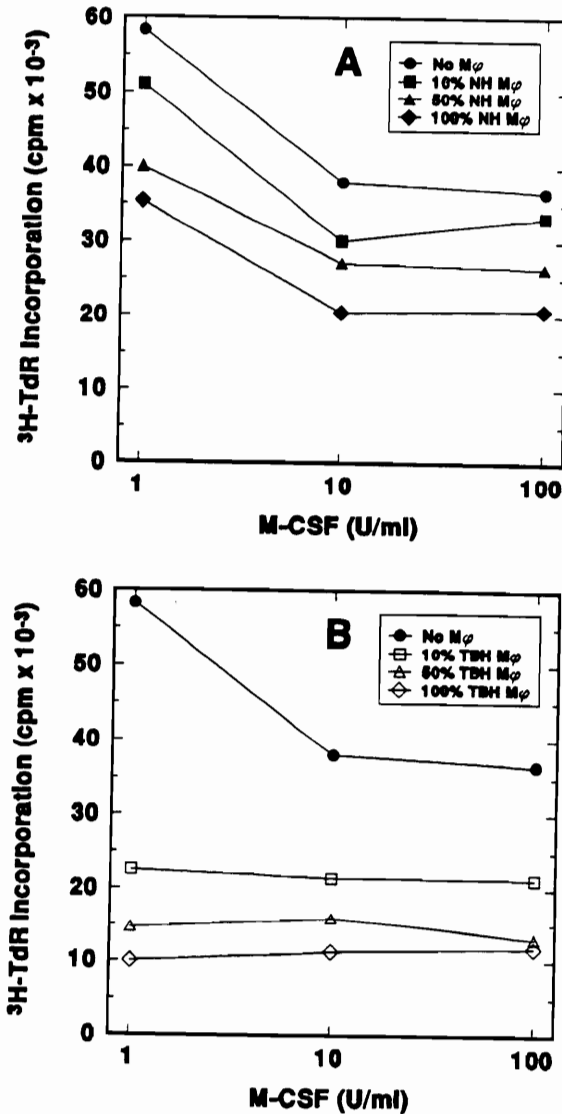 60
50
40
30
20
10
0
³H-TdR Incorporation (cpm x 10⁻³)
A
No Mφ
10% NH Mφ
50% NH Mφ
100% NH Mφ
1
10
100
M-CSF (U/ml)
60
50
40
30
20
10
0
³H-TdR Incorporation (cpm x 10⁻³)
B
No Mφ
10% TBH Mφ
50% TBH Mφ
100% TBH Mφ
1
10
100
M-CSF (U/ml)